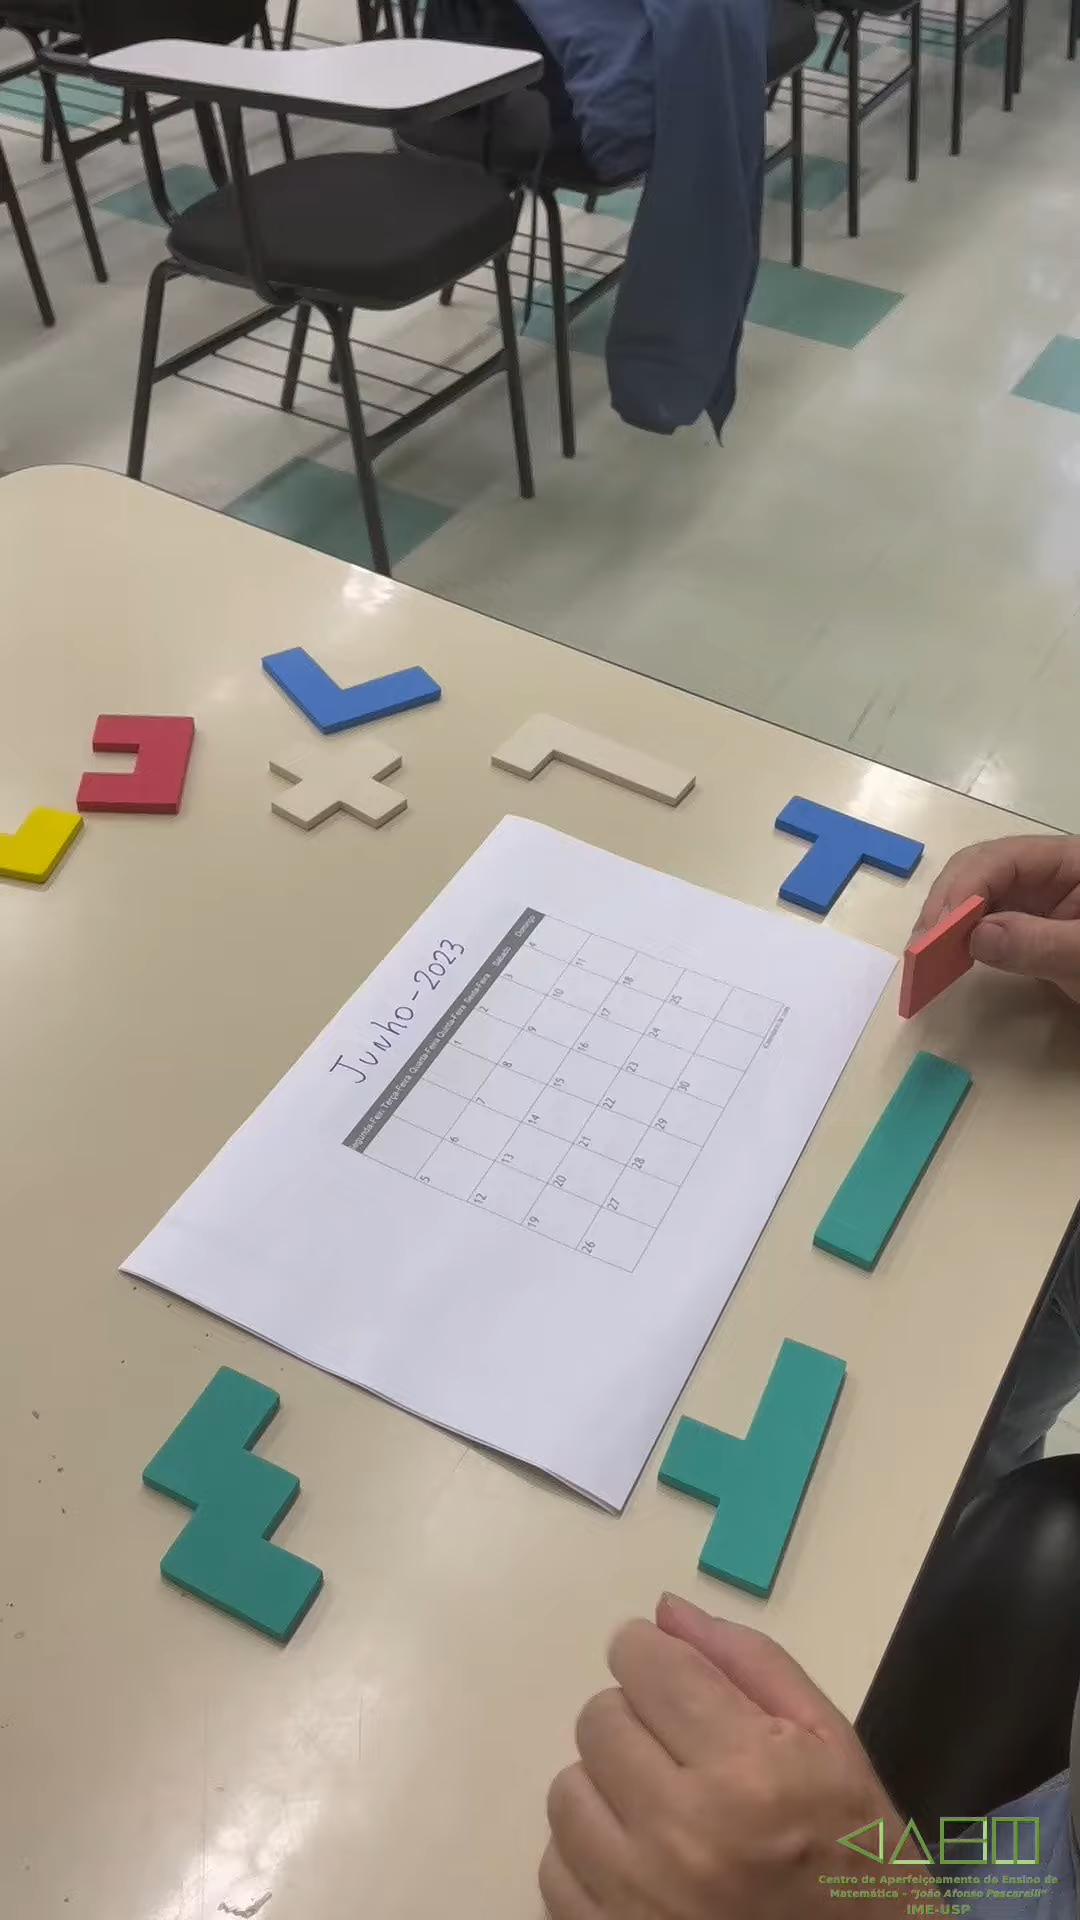 Junho-2023
Segunda-Feira Terça-Feira Quarta-Feira Quinta-Feira Sexta-Feira Sábado Domingo
1 2 3 4
5 6 7 8 9 10 11
12 13 14 15 16 17 18
19 20 21 22 23 24 25
26 27 28 29 30
Centro de Aperfeiçoamento do Ensino de
Matemática - "João Afonso Pascarelli"
IME-USP